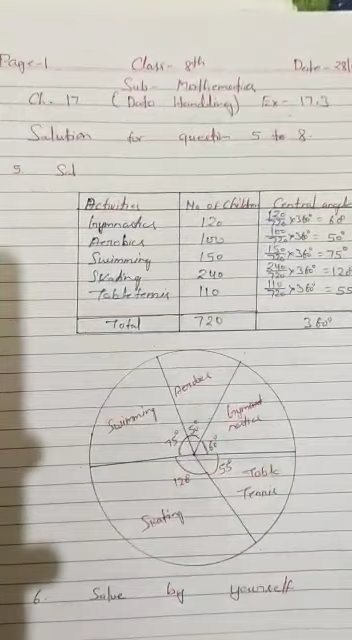 Page-1 Class- 8th Date- 28/
Sub- Mathematics
Ch. 17 (Data Handling) Ex- 17.3
Solution for question 5 to 8.
5. Sol
Activities No of Children Central angle
Gymnastics 120 120/720 × 360° = 60
Aerobics 100 100/720 × 360° = 50°
Swimming 150 150/720 × 360° = 75°
Skating 240 240/720 × 360° = 120
Table tennis 110 110/720 × 360° = 55
Total 720 360°
Aerobics
Swimming
Gymnastics
75° 50° 60°
55°
120°
Table
Tennis
Skating
6. Solve by yourself